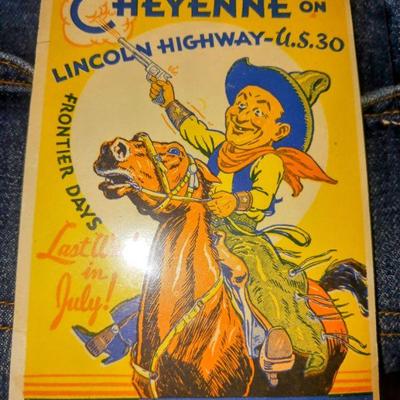 CHEYENNE ON
LINCOLN HIGHWAY-U.S.30
FRONTIER DAYS
Last
in
July!